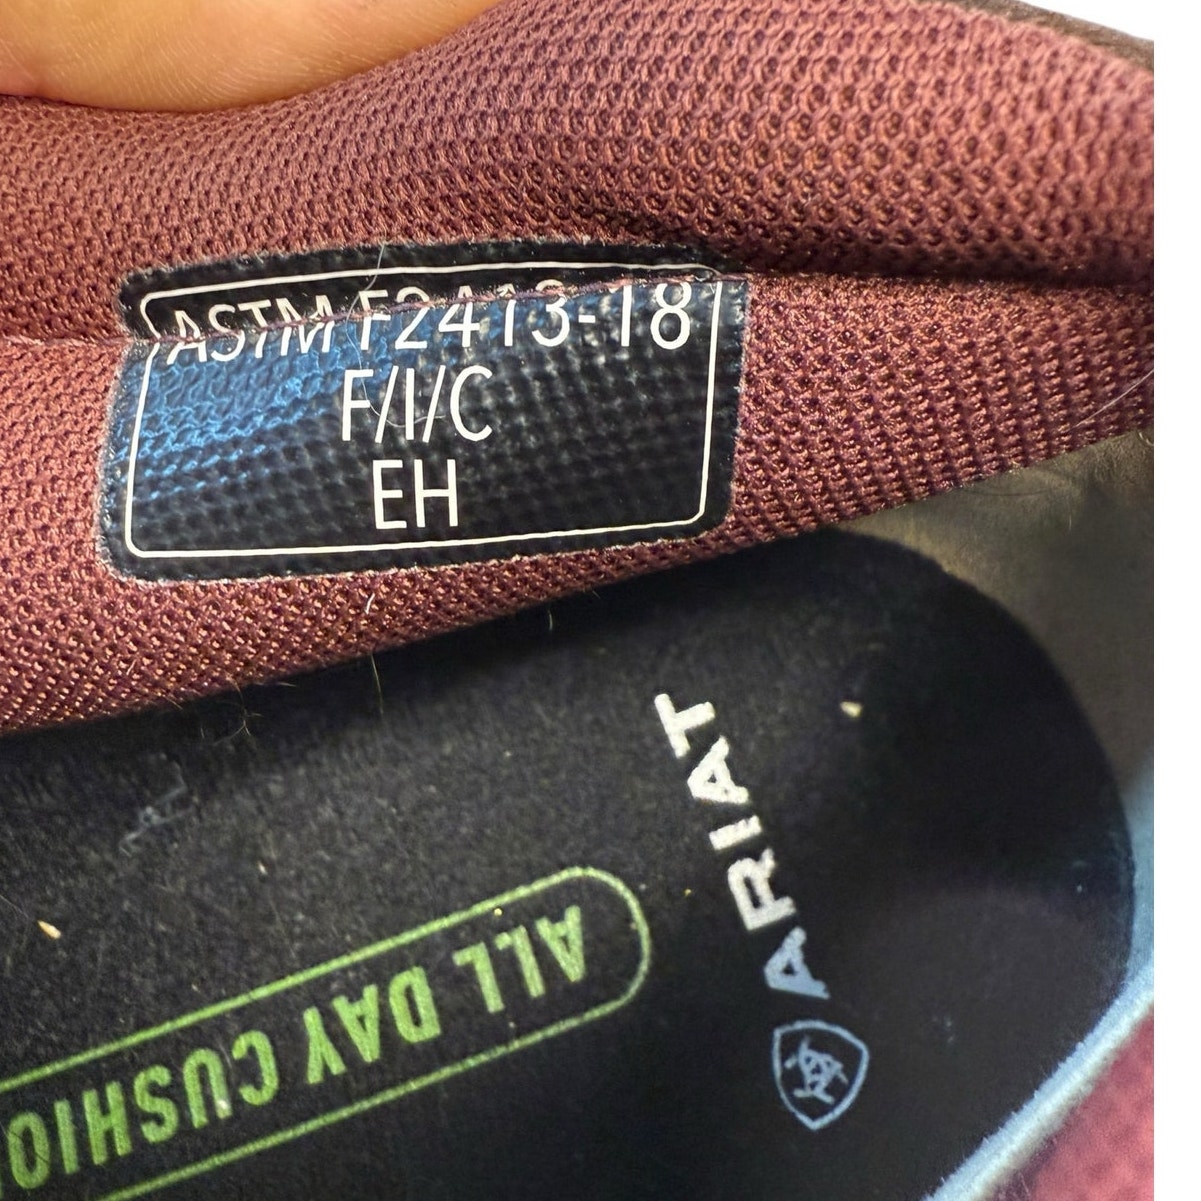 ASTM F2413-18
F/I/C
EH
ARIAT
ALL DAY CUSHIO